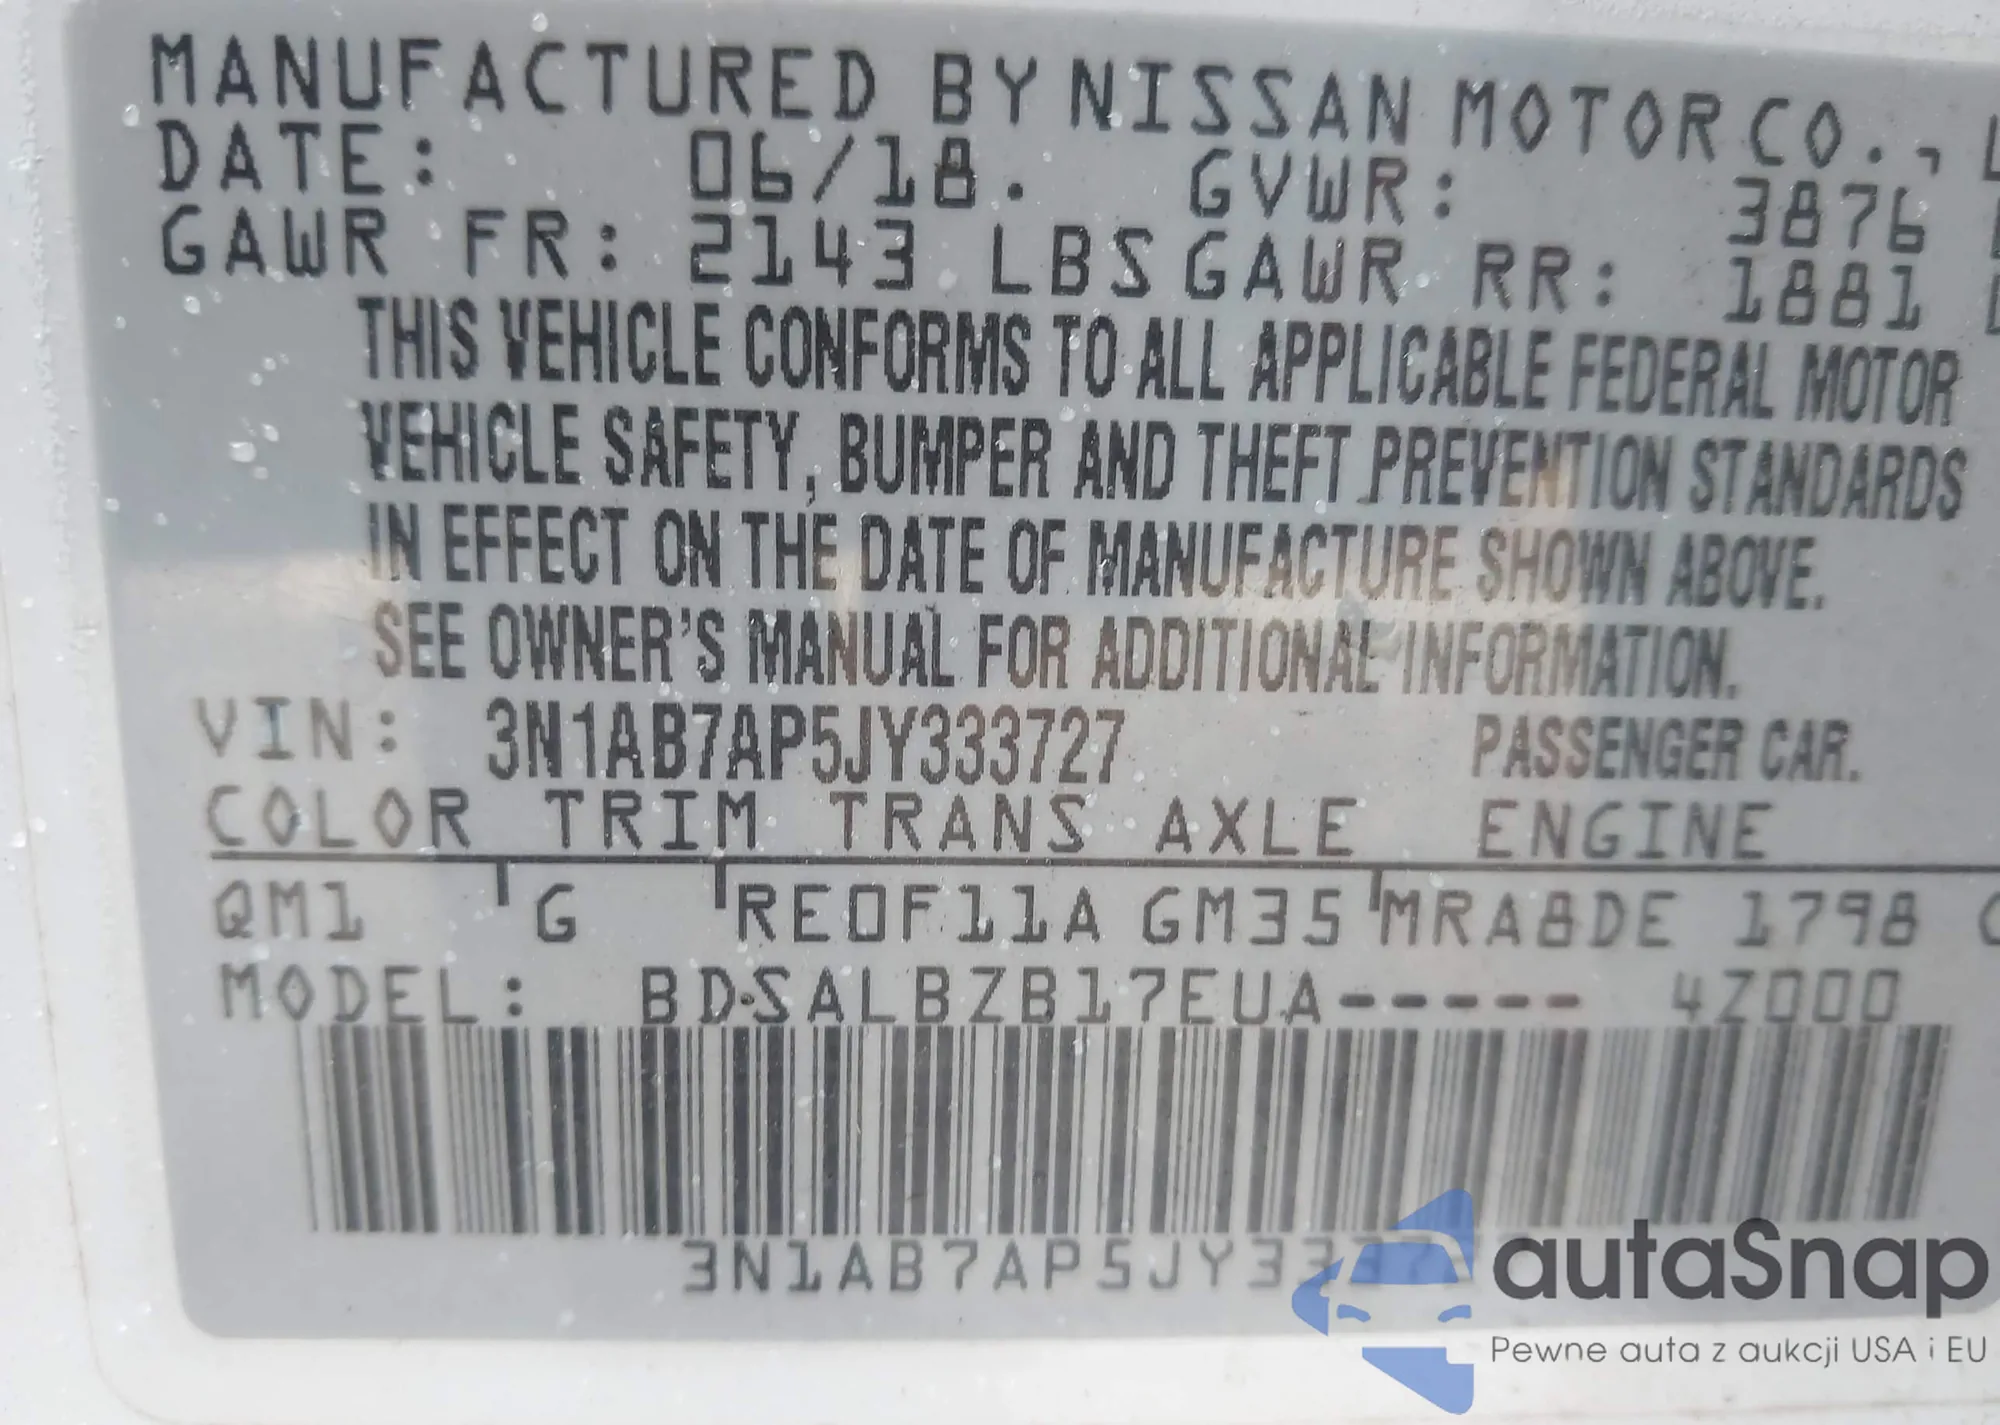 MANUFACTURED BY NISSAN MOTOR CO., L
DATE: 06/18. GVWR: 3876
GAWR FR: 2143 LBS GAWR RR: 1881
THIS VEHICLE CONFORMS TO ALL APPLICABLE FEDERAL MOTOR
VEHICLE SAFETY, BUMPER AND THEFT PREVENTION STANDARDS
IN EFFECT ON THE DATE OF MANUFACTURE SHOWN ABOVE.
SEE OWNER'S MANUAL FOR ADDITIONAL INFORMATION.
VIN: 3N1AB7AP5JY333727 PASSENGER CAR.
COLOR TRIM TRANS AXLE ENGINE
QM1 G RE0F11A GM35 MRA8DE 1798 C
MODEL: BDSALBZB17EUA----- 4Z000
3N1AB7AP5JY33372
autaSnap
Pewne auta z aukcji USA i EU